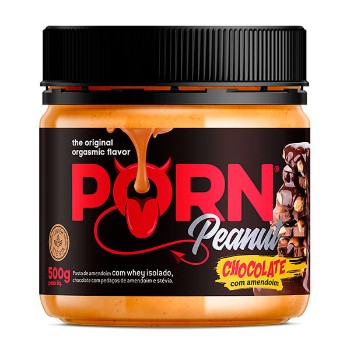 the original
orgasmic flavor
PORN®
Peanut
CHOCOLATE
com amendoim
500g
Pasta de amendoim com whey isolado,
chocolate com pedaços de amendoim e stévia.